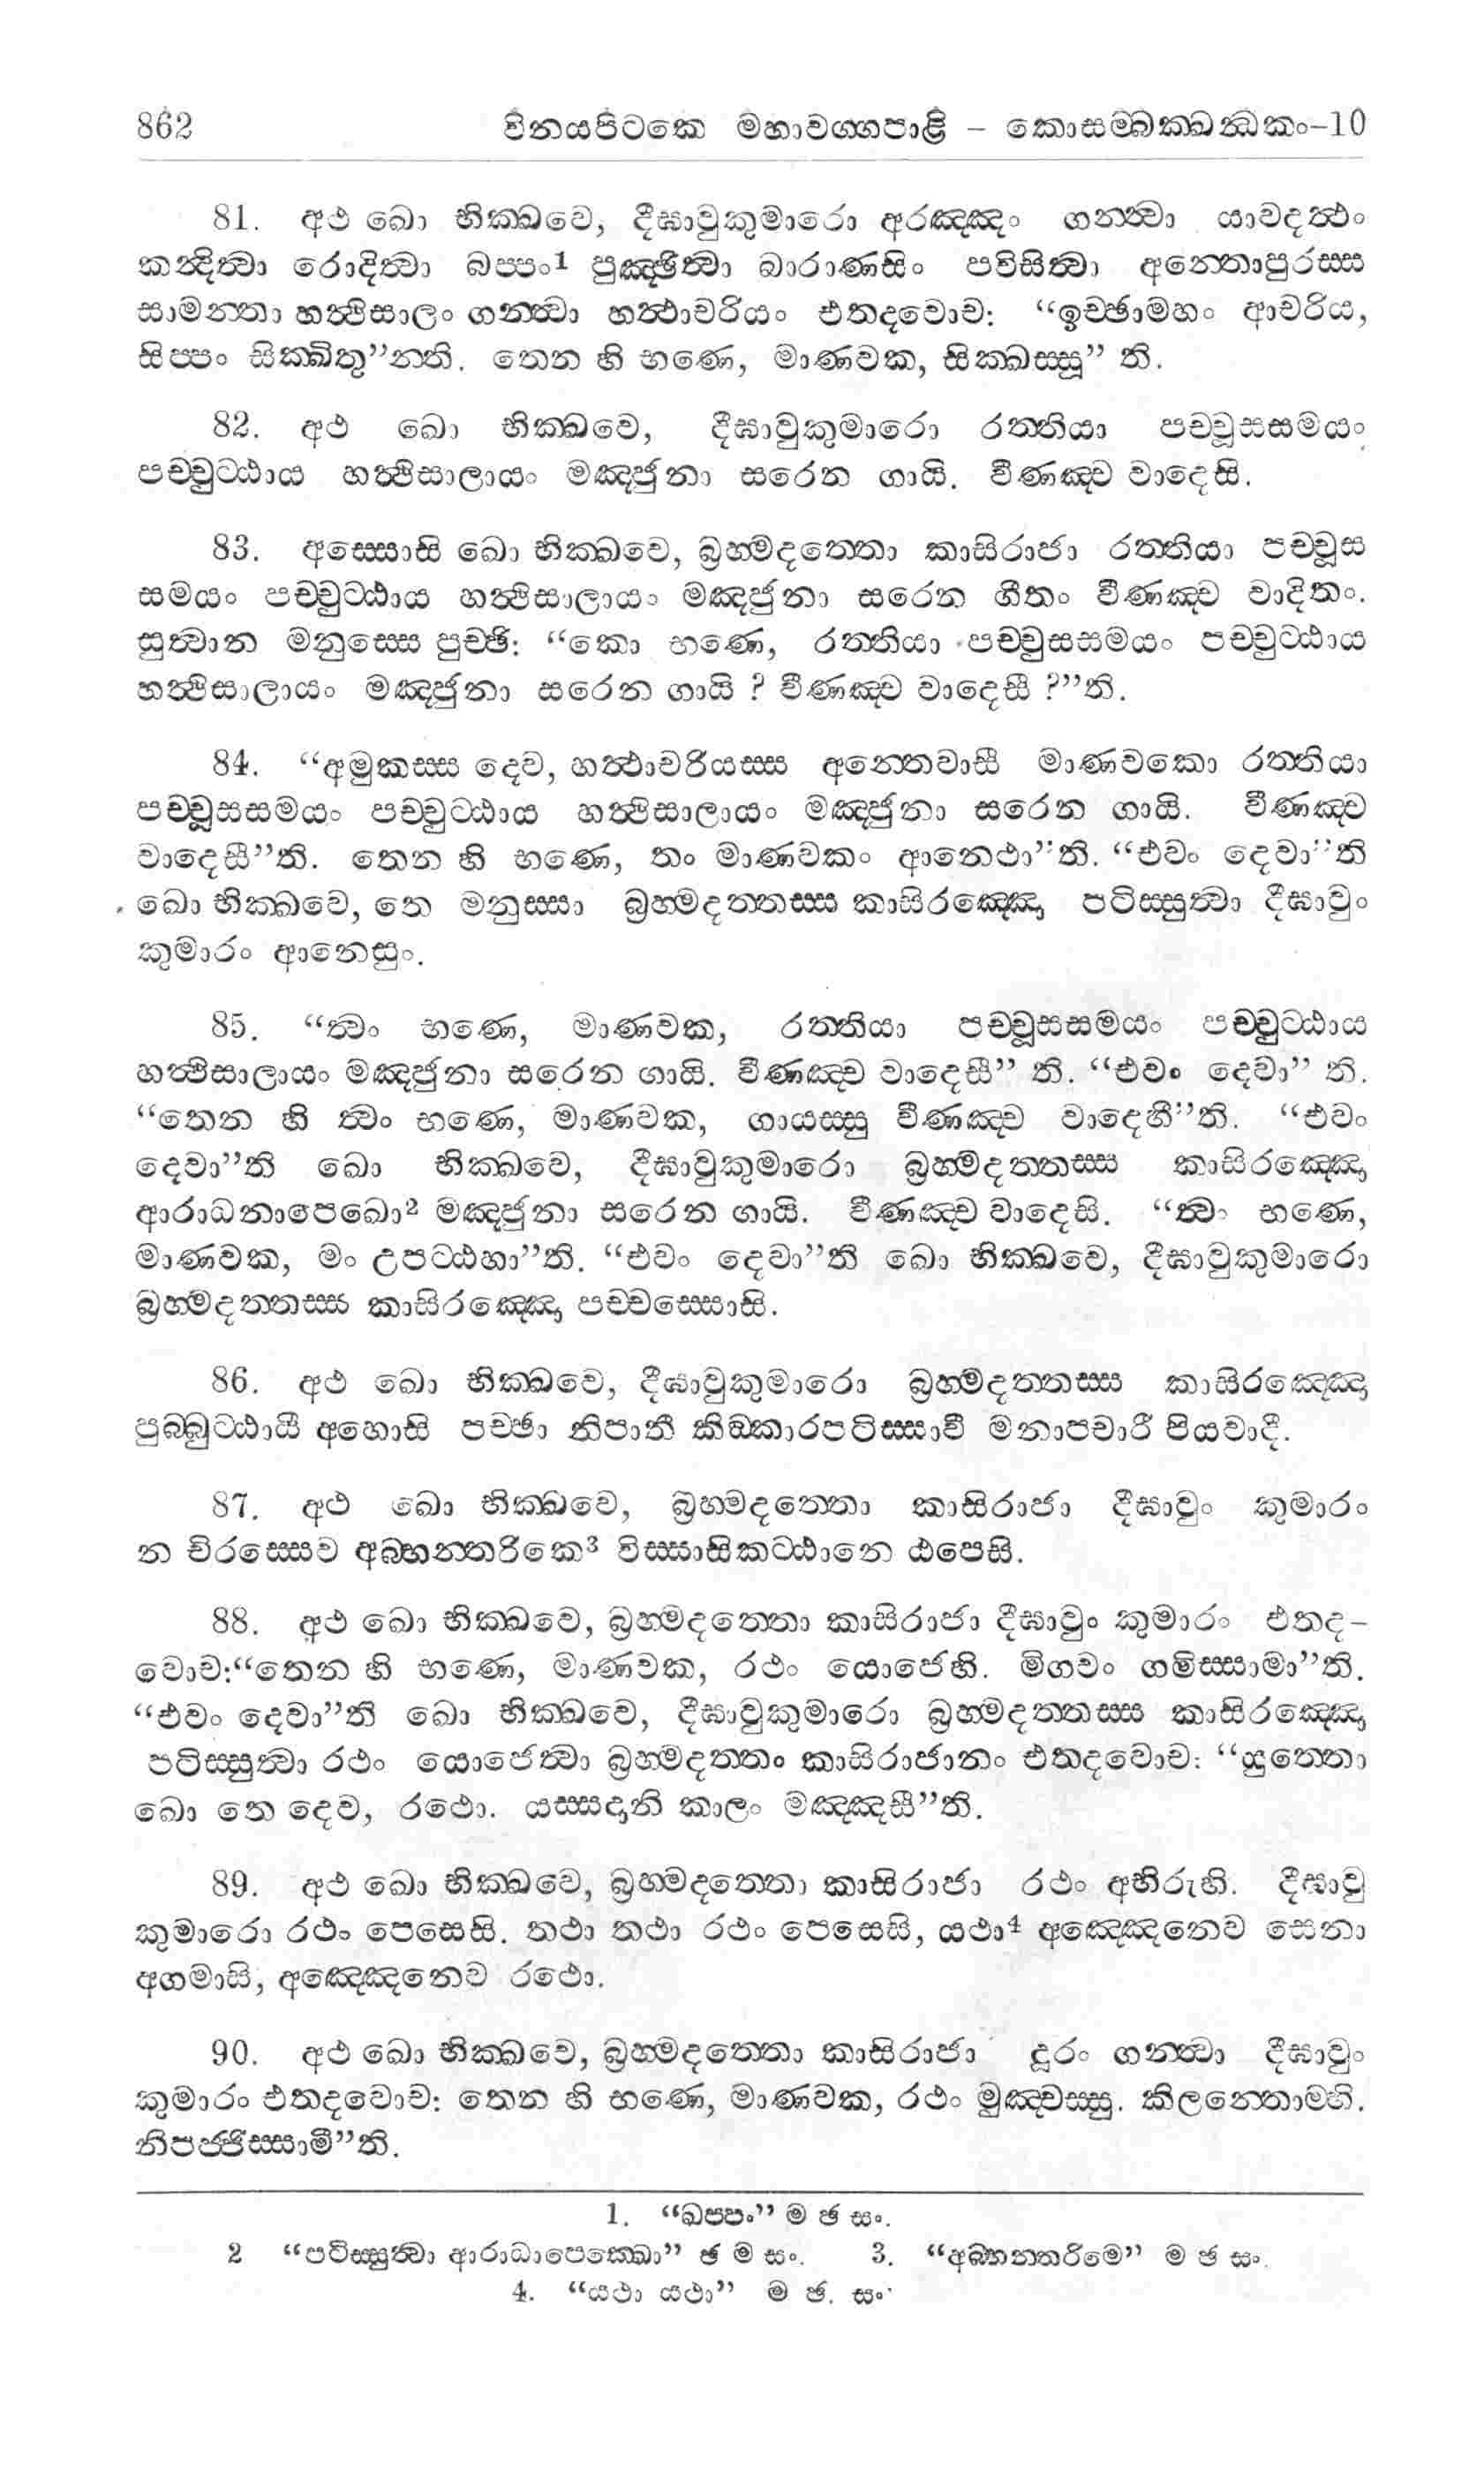 862 විනයපිටකෙ මහාවග්ගපාළි – කොසම්බක්ඛන්ධකං–10
81. අථ ඛො භික්ඛවෙ, දීඝාවුකුමාරො අරඤ්ඤං ගන්ත්වා යාවදත්ථං
කන්දිත්වා රොදිත්වා බප්පං1 පුඤ්ඡිත්වා බාරාණසිං පවිසිත්වා අන්තොපුරස්ස
සාමන්තා හත්ථිසාලං ගන්ත්වා හත්ථාචරියං එතදවොච: “ඉච්ඡාමහං ආචරිය,
සිප්පං සික්ඛිතු”න්ති. තෙන හි භණෙ, මාණවක, සික්ඛස්සූ” ති.
82. අථ ඛො භික්ඛවෙ, දීඝාවුකුමාරො රත්තියා පච්චූසසමයං
පච්චුට්ඨාය හත්ථිසාලායං මඤ්ජුනා සරෙන ගායි. වීණඤ්ච වාදෙසි.
83. අස්සොසි ඛො භික්ඛවෙ, බ්‍රහ්මදත්තො කාසිරාජා රත්තියා පච්චූස
සමයං පච්චුට්ඨාය හත්ථිසාලායං මඤ්ජුනා සරෙන ගීතං වීණඤ්ච වාදිතං.
සුත්වාන මනුස්සෙ පුච්ඡි: “කො භණෙ, රත්තියා පච්චුසසමයං පච්චුට්ඨාය
හත්ථිසාලායං මඤ්ජුනා සරෙන ගායි ? වීණඤ්ච වාදෙසී ?”ති.
84. “අමුකස්ස දෙව, හත්ථාචරියස්ස අන්තෙවාසී මාණවකො රත්තියා
පච්චූසසමයං පච්චුට්ඨාය හත්ථිසාලායං මඤ්ජුනා සරෙන ගායි. වීණඤ්ච
වාදෙසී”ති. තෙන හි භණෙ, තං මාණවකං ආනෙථා”ති. “එවං දෙවා”ති
ඛො භික්ඛවෙ, තෙ මනුස්සා බ්‍රහ්මදත්තස්ස කාසිරඤ්ඤො පටිස්සුත්වා දීඝාවුං
කුමාරං ආනෙසුං.
85. “ත්වං භණෙ, මාණවක, රත්තියා පච්චූසසමයං පච්චුට්ඨාය
හත්ථිසාලායං මඤ්ජුනා සරෙන ගායි. වීණඤ්ච වාදෙසී” ති. “එවං දෙවා” ති.
“තෙන හි ත්වං භණෙ, මාණවක, ගායස්සු වීණඤ්ච වාදෙහී”ති. “එවං
දෙවා”ති ඛො භික්ඛවෙ, දීඝාවුකුමාරො බ්‍රහ්මදත්තස්ස කාසිරඤ්ඤො
ආරාධනාපෙඛො2 මඤ්ජුනා සරෙන ගායි. වීණඤ්ච වාදෙසි. “ත්වං භණෙ,
මාණවක, මං උපට්ඨහා”ති. “එවං දෙවා”ති ඛො භික්ඛවෙ, දීඝාවුකුමාරො
බ්‍රහ්මදත්තස්ස කාසිරඤ්ඤො පච්චස්සොසි.
86. අථ ඛො භික්ඛවෙ, දීඝාවුකුමාරො බ්‍රහ්මදත්තස්ස කාසිරඤ්ඤො
පුබ්බුට්ඨායී අහොසි පච්ඡා නිපාතී කිඞ්කාරපටිස්සාවී මනාපචාරී පියවාදී.
87. අථ ඛො භික්ඛවෙ, බ්‍රහ්මදත්තො කාසිරාජා දීඝාවුං කුමාරං
න චිරස්සෙව අබ්භන්තරිකෙ3 විස්සාසිකට්ඨානෙ ඨපෙසි.
88. අථ ඛො භික්ඛවෙ, බ්‍රහ්මදත්තො කාසිරාජා දීඝාවුං කුමාරං එතද–
වොච:“තෙන හි භණෙ, මාණවක, රථං යොජෙහි. මිගවං ගමිස්සාමා”ති.
“එවං දෙවා”ති ඛො භික්ඛවෙ, දීඝාවුකුමාරො බ්‍රහ්මදත්තස්ස කාසිරඤ්ඤො
පටිස්සුත්වා රථං යොජෙත්වා බ්‍රහ්මදත්තං කාසිරාජානං එතදවොච: “යුත්තො
ඛො තෙ දෙව, රථො. යස්සදානි කාලං මඤ්ඤසී”ති.
89. අථ ඛො භික්ඛවෙ, බ්‍රහ්මදත්තො කාසිරාජා රථං අභිරුහි. දීඝාවු
කුමාරො රථං පෙසෙසි. තථා තථා රථං පෙසෙසි, යථා4 අඤ්ඤෙනෙව සෙනා
අගමාසි, අඤ්ඤෙනෙව රථො.
90. අථ ඛො භික්ඛවෙ, බ්‍රහ්මදත්තො කාසිරාජා දූරං ගන්ත්වා දීඝාවුං
කුමාරං එතදවොච: තෙන හි භණෙ, මාණවක, රථං මුඤ්චස්සු. කිලන්තොම්හි.
නිපජ්ජිස්සාමී”ති.
1. “ඛප්පං” ම ඡ සං.
2 “පටිස්සුත්වා ආරාධාපෙක්ඛො” ඡ ම සං. 3. “අබ්භන්තරිමෙ” ම ඡ සං.
4. “යථා යථා” ම ඡ. සං